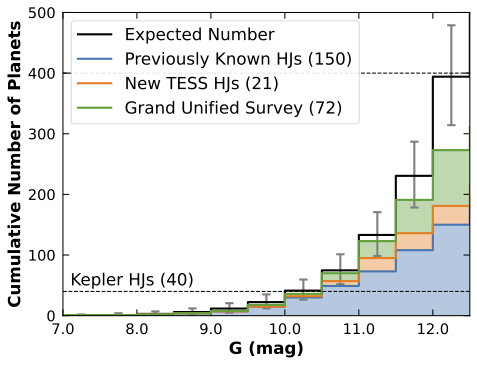 500
400
300
200
100
0
Cumulative Number of Planets
Expected Number
Previously Known HJs (150)
New TESS HJs (21)
Grand Unified Survey (72)
Kepler HJs (40)
7.0 8.0 9.0 10.0 11.0 12.0
G (mag)